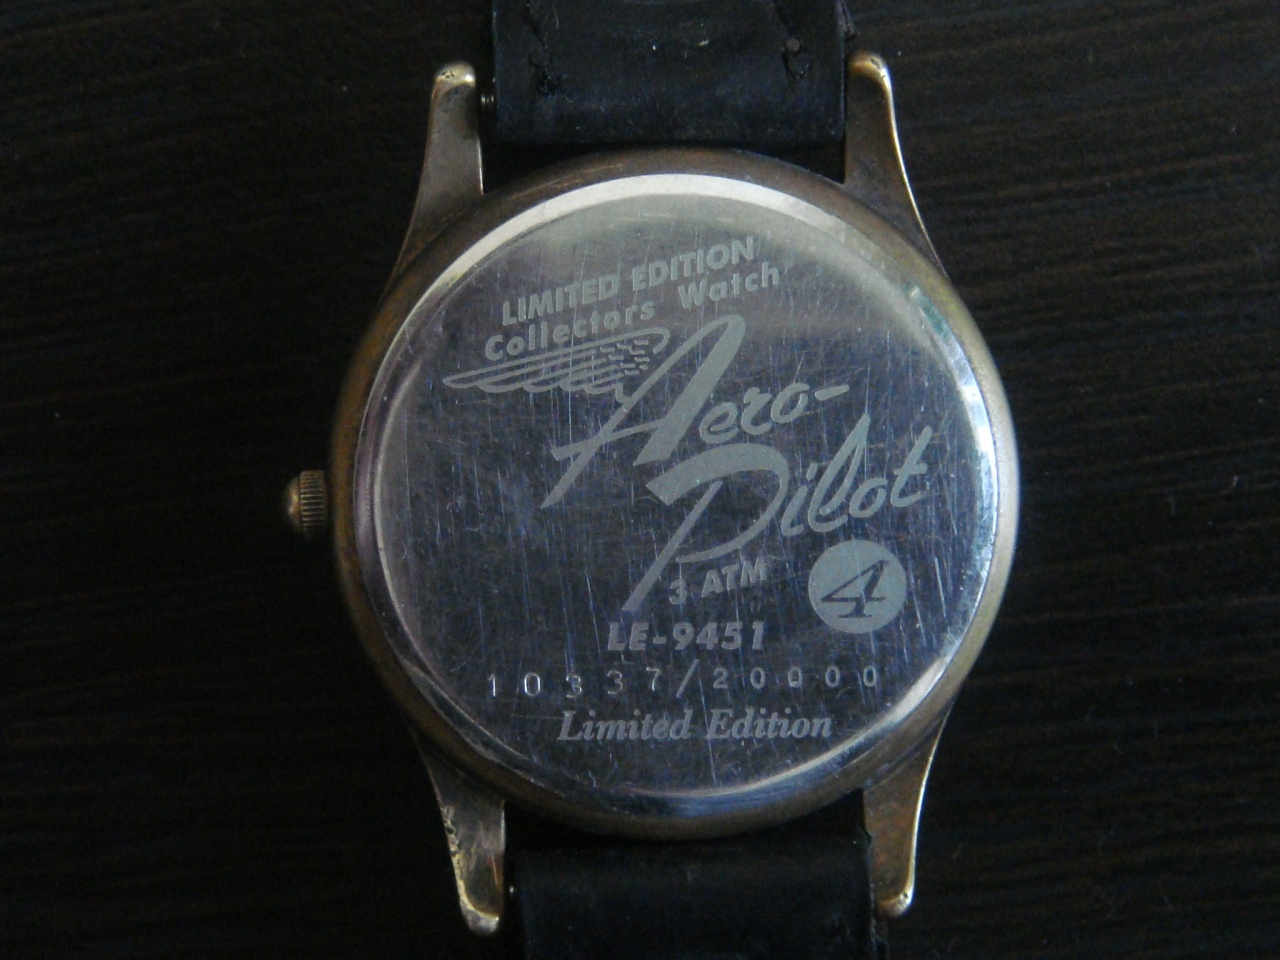 LIMITED EDITION
Collectors Watch
Aero-
Pilot
3 ATM
4
LE-9451
10337/20000
Limited Edition